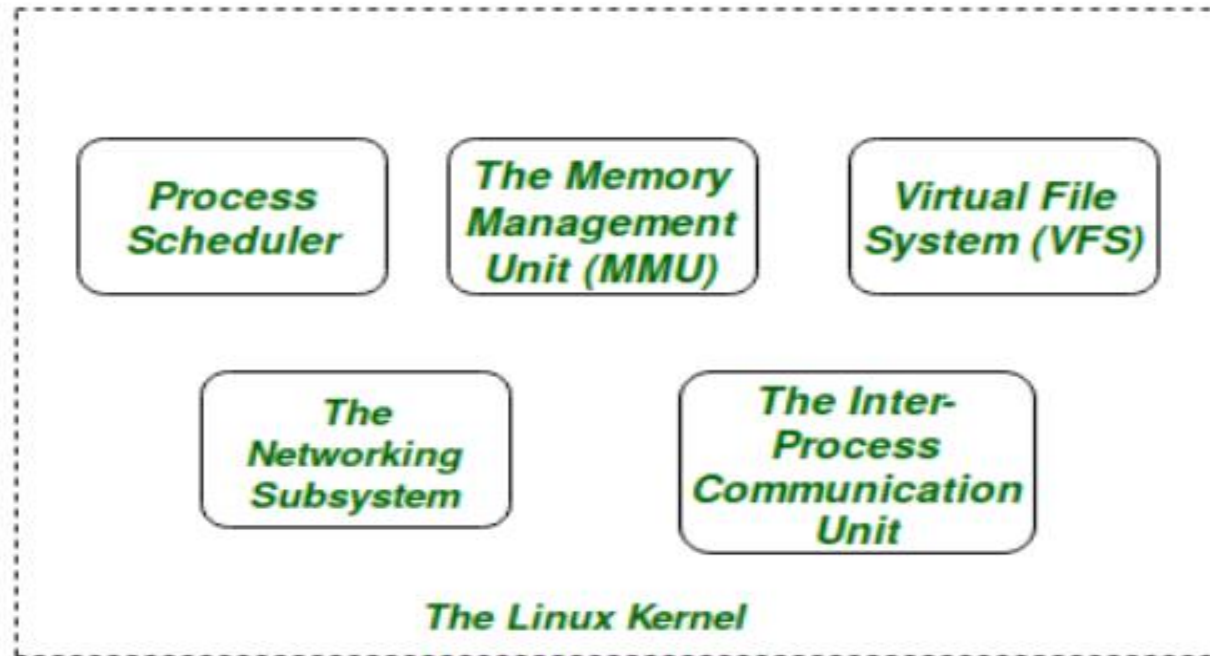 Process
Scheduler
The Memory
Management
Unit (MMU)
Virtual File
System (VFS)
The
Networking
Subsystem
The Inter-
Process
Communication
Unit
The Linux Kernel